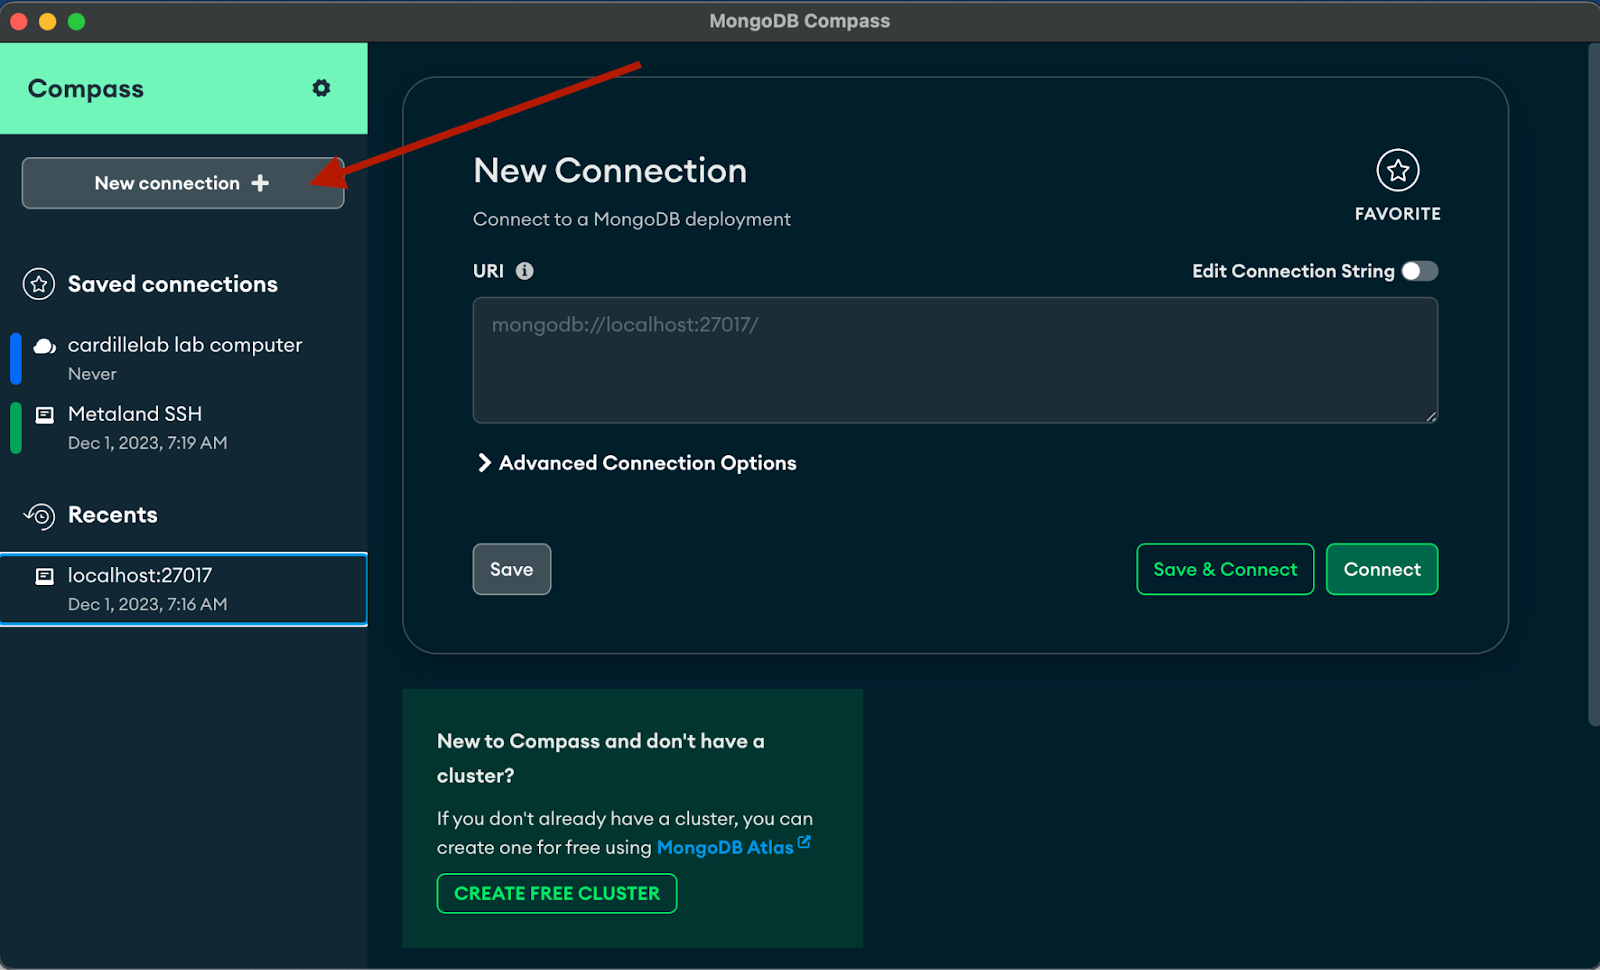 MongoDB Compass
Compass
New connection +
Saved connections
cardillelab lab computer
Never
Metaland SSH
Dec 1, 2023, 7:19 AM
Recents
localhost:27017
Dec 1, 2023, 7:16 AM
New Connection
Connect to a MongoDB deployment
FAVORITE
URI
Edit Connection String
mongodb://localhost:27017/
Advanced Connection Options
Save
Save & Connect
Connect
New to Compass and don't have a
cluster?
If you don't already have a cluster, you can
create one for free using MongoDB Atlas
CREATE FREE CLUSTER